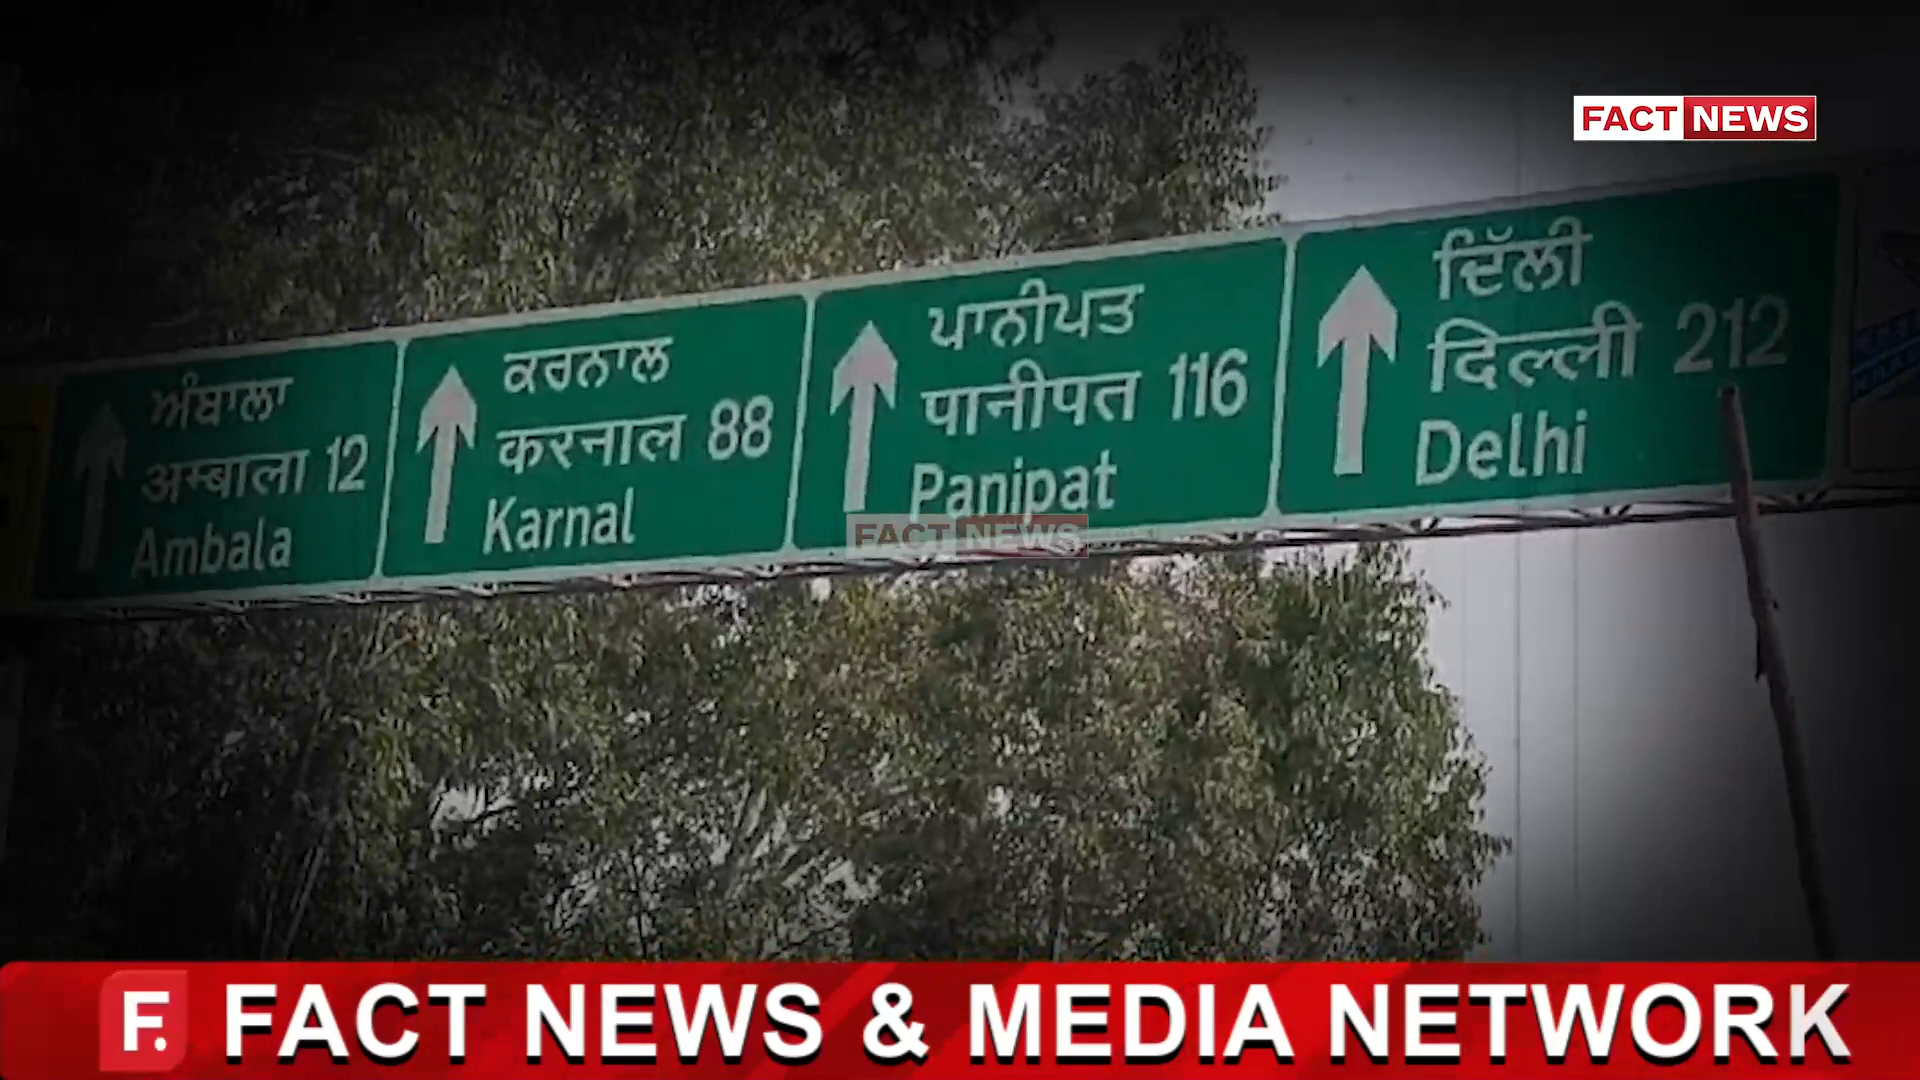 FACT NEWS
ਅੰਬਾਲਾ
अम्बाला 12
Ambala
ਕਰਨਾਲ
करनाल 88
Karnal
ਪਾਨੀਪਤ
पानीपत 116
Panipat
ਦਿੱਲੀ
दिल्ली 212
Delhi
FACT NEWS
F. FACT NEWS & MEDIA NETWORK